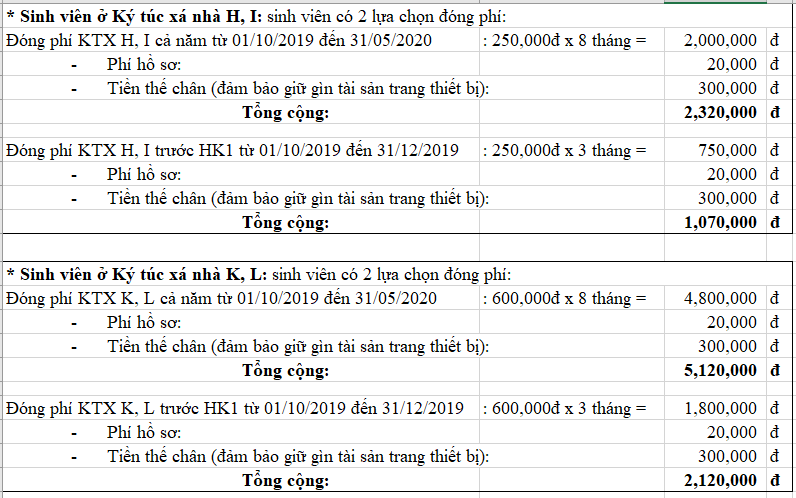 * Sinh viên ở Ký túc xá nhà H, I: sinh viên có 2 lựa chọn đóng phí:
Đóng phí KTX H, I cả năm từ 01/10/2019 đến 31/05/2020 : 250,000đ x 8 tháng = 2,000,000 đ
- Phí hồ sơ: 20,000 đ
- Tiền thế chân (đảm bảo giữ gìn tài sản trang thiết bị): 300,000 đ
Tổng cộng: 2,320,000 đ
Đóng phí KTX H, I trước HK1 từ 01/10/2019 đến 31/12/2019 : 250,000đ x 3 tháng = 750,000 đ
- Phí hồ sơ: 20,000 đ
- Tiền thế chân (đảm bảo giữ gìn tài sản trang thiết bị): 300,000 đ
Tổng cộng: 1,070,000 đ
* Sinh viên ở Ký túc xá nhà K, L: sinh viên có 2 lựa chọn đóng phí:
Đóng phí KTX K, L cả năm từ 01/10/2019 đến 31/05/2020 : 600,000đ x 8 tháng = 4,800,000 đ
- Phí hồ sơ: 20,000 đ
- Tiền thế chân (đảm bảo giữ gìn tài sản trang thiết bị): 300,000 đ
Tổng cộng: 5,120,000 đ
Đóng phí KTX K, L trước HK1 từ 01/10/2019 đến 31/12/2019 : 600,000đ x 3 tháng = 1,800,000 đ
- Phí hồ sơ: 20,000 đ
- Tiền thế chân (đảm bảo giữ gìn tài sản trang thiết bị): 300,000 đ
Tổng cộng: 2,120,000 đ